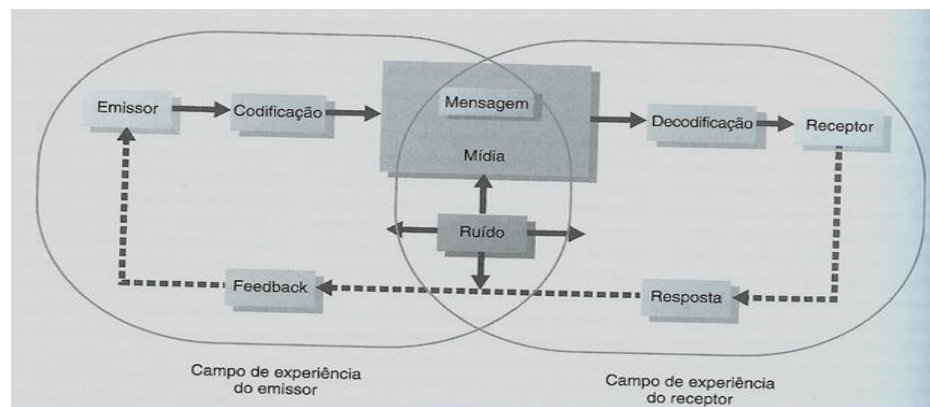 Emissor
Codificação
Mensagem
Mídia
Decodificação
Receptor
Ruído
Feedback
Resposta
Campo de experiência
do emissor
Campo de experiência
do receptor